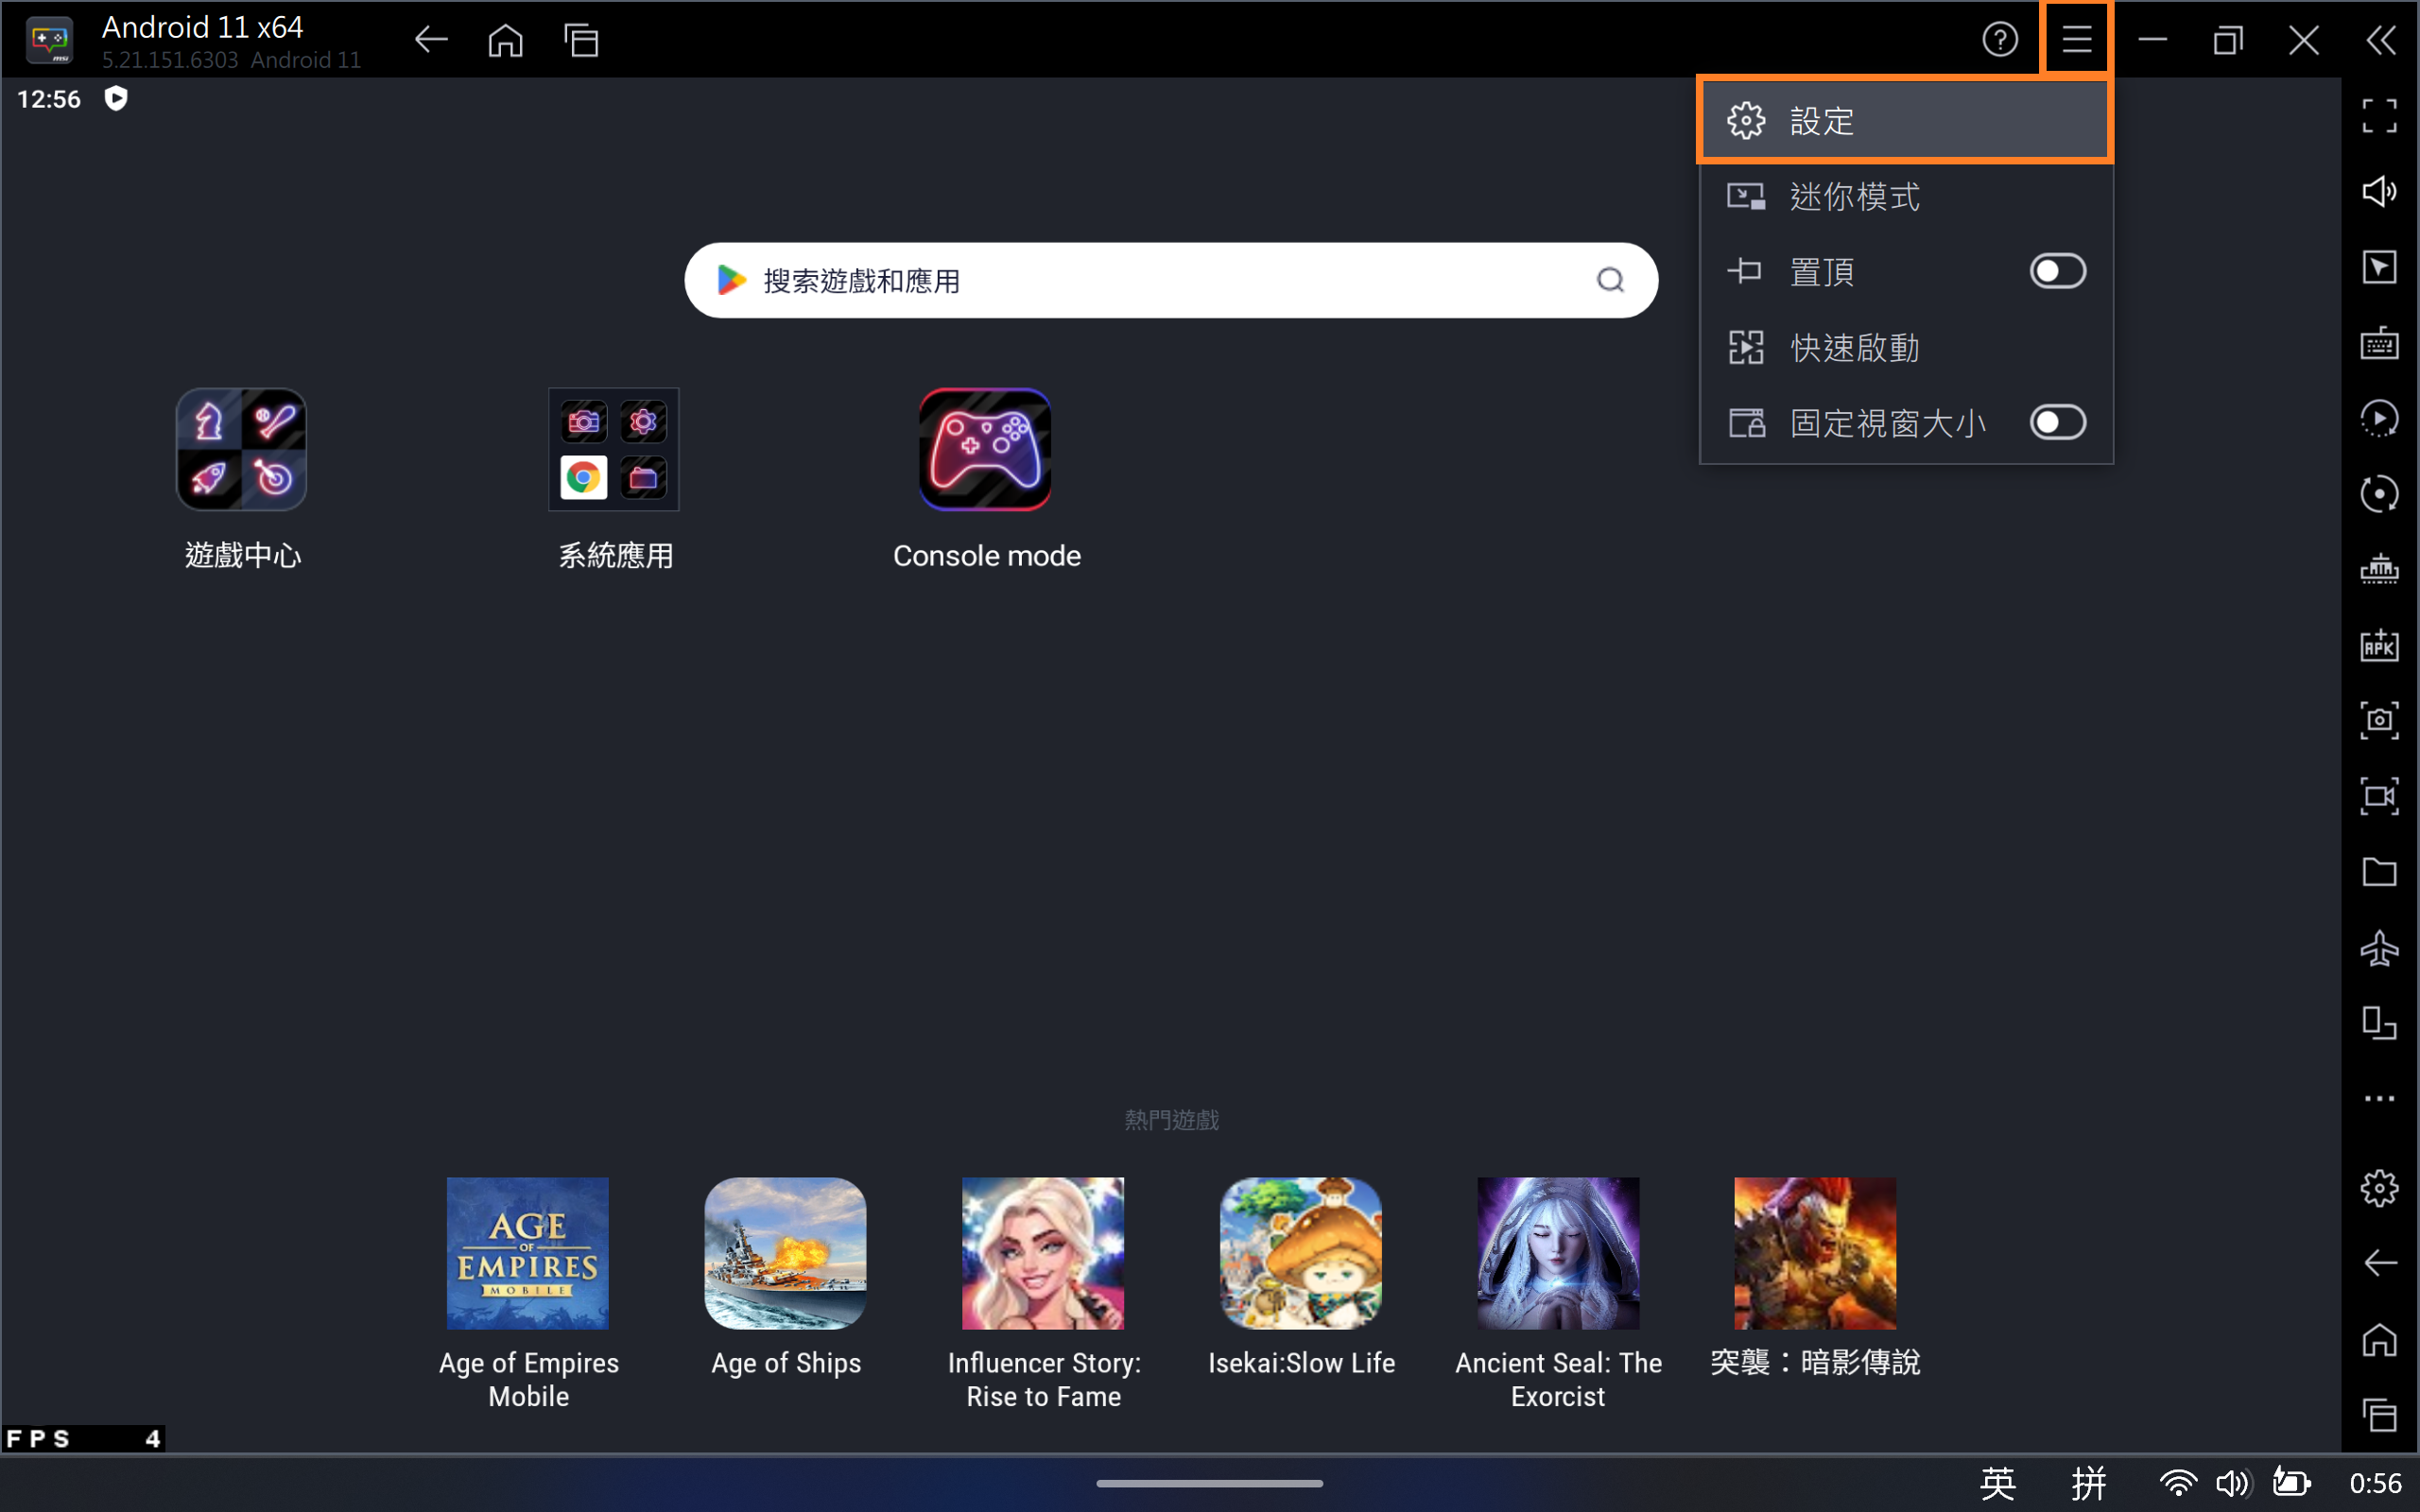 Android 11 x64
5.21.151.6303 Android 11
msi
12:56
設定
迷你模式
置頂
快速啟動
固定視窗大小
搜索遊戲和應用
遊戲中心
系統應用
Console mode
APK
熱門遊戲
AGE
OF
EMPIRES
MOBILE
Age of Empires
Mobile
Age of Ships
Influencer Story:
Rise to Fame
Isekai:Slow Life
Ancient Seal: The
Exorcist
突襲：暗影傳說
FPS 4
英 拼 0:56